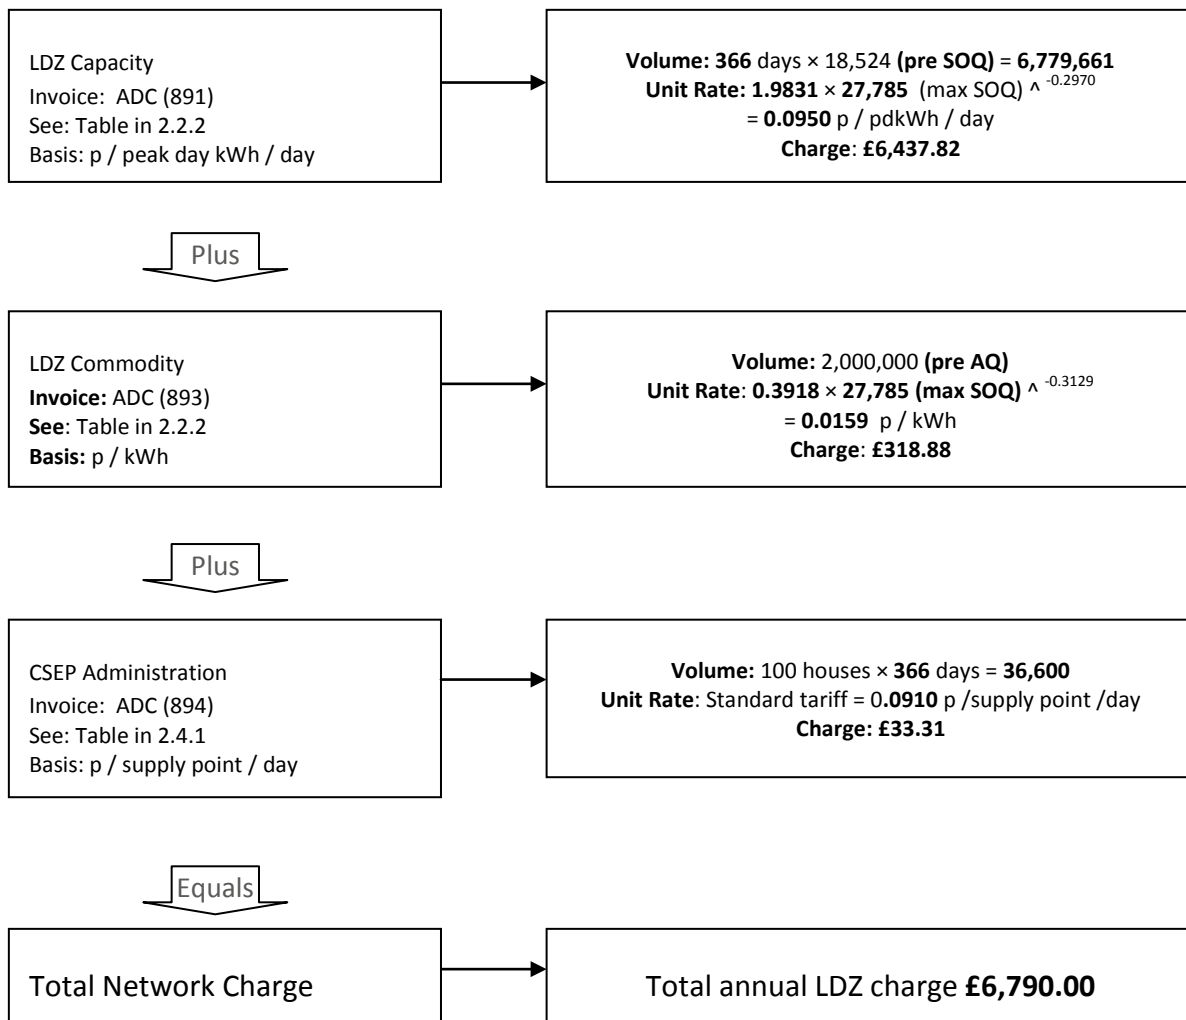 LDZ Capacity
Invoice: ADC (891)
See: Table in 2.2.2
Basis: p / peak day kWh / day
Volume: 366 days × 18,524 (pre SOQ) = 6,779,661
Unit Rate: 1.9831 × 27,785 (max SOQ) ^ -0.2970
= 0.0950 p / pdkWh / day
Charge: £6,437.82
Plus
LDZ Commodity
Invoice: ADC (893)
See: Table in 2.2.2
Basis: p / kWh
Volume: 2,000,000 (pre AQ)
Unit Rate: 0.3918 × 27,785 (max SOQ) ^ -0.3129
= 0.0159 p / kWh
Charge: £318.88
Plus
CSEP Administration
Invoice: ADC (894)
See: Table in 2.4.1
Basis: p / supply point / day
Volume: 100 houses × 366 days = 36,600
Unit Rate: Standard tariff = 0.0910 p /supply point /day
Charge: £33.31
Equals
Total Network Charge
Total annual LDZ charge £6,790.00